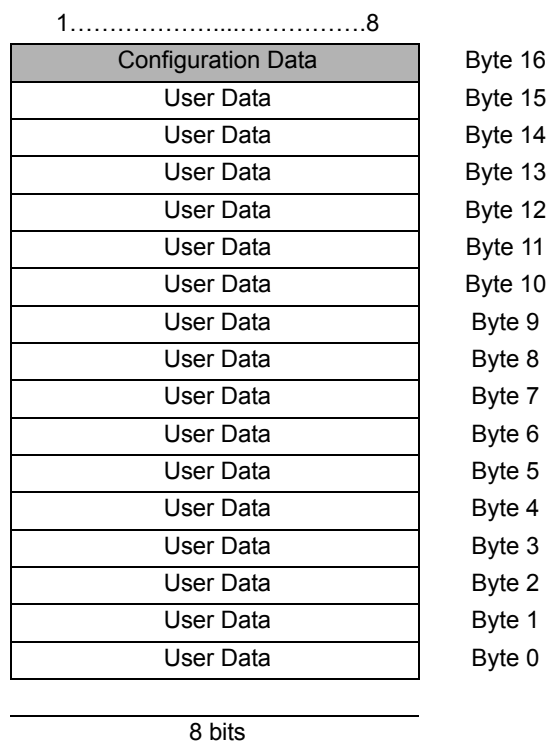 1…………………...…………….8
Configuration Data Byte 16
User Data Byte 15
User Data Byte 14
User Data Byte 13
User Data Byte 12
User Data Byte 11
User Data Byte 10
User Data Byte 9
User Data Byte 8
User Data Byte 7
User Data Byte 6
User Data Byte 5
User Data Byte 4
User Data Byte 3
User Data Byte 2
User Data Byte 1
User Data Byte 0
8 bits